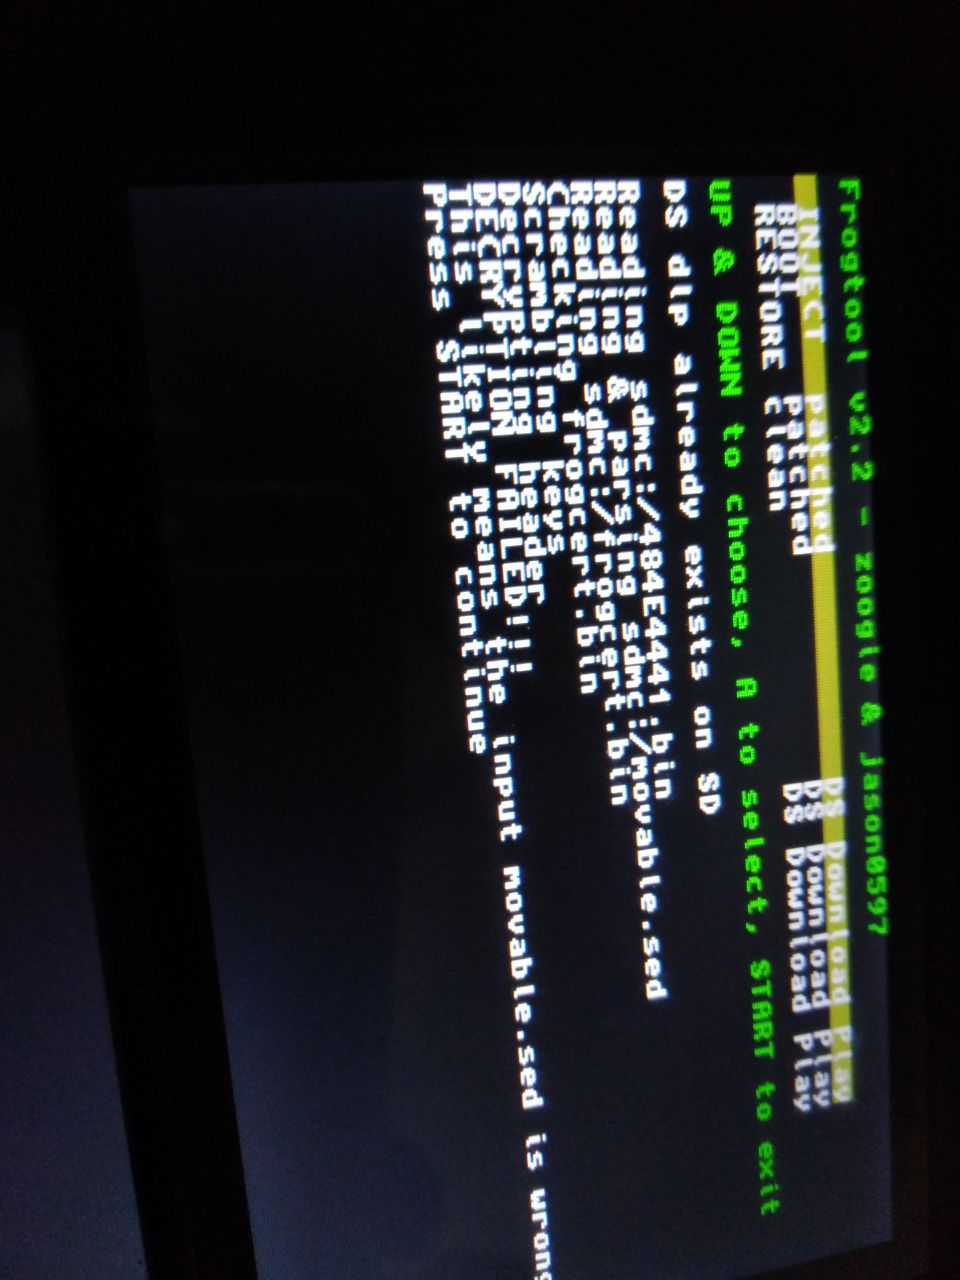 Frogtool v2.2 - zoogle & jason0597
INJECT patched DS Download Play
BOOT patched DS Download Play
RESTORE clean DS Download Play
UP & DOWN to choose, A to select, START to exit
DS dlp already exists on SD
Reading sdmc:/484E4441.bin
Reading & parsing sdmc:/movable.sed
Reading sdmc:/frogcert.bin
Checking frogcert.bin
Scrambling keys
Decrypting header
DECRYPTION FAILED!!!
This likely means the input movable.sed is wrong
Press START to continue